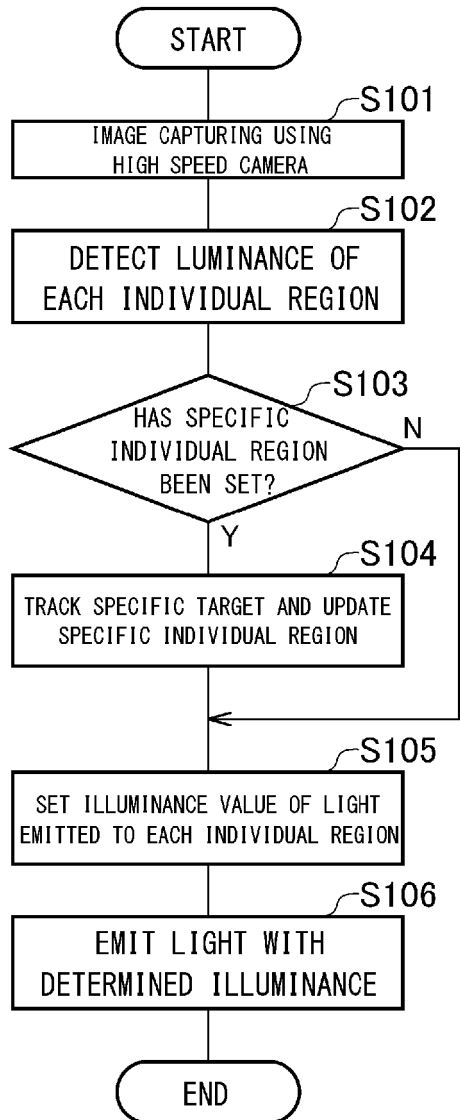 START
S101
IMAGE CAPTURING USING
HIGH SPEED CAMERA
S102
DETECT LUMINANCE OF
EACH INDIVIDUAL REGION
S103
HAS SPECIFIC
INDIVIDUAL REGION
BEEN SET?
N
Y
S104
TRACK SPECIFIC TARGET AND UPDATE
SPECIFIC INDIVIDUAL REGION
S105
SET ILLUMINANCE VALUE OF LIGHT
EMITTED TO EACH INDIVIDUAL REGION
S106
EMIT LIGHT WITH
DETERMINED ILLUMINANCE
END